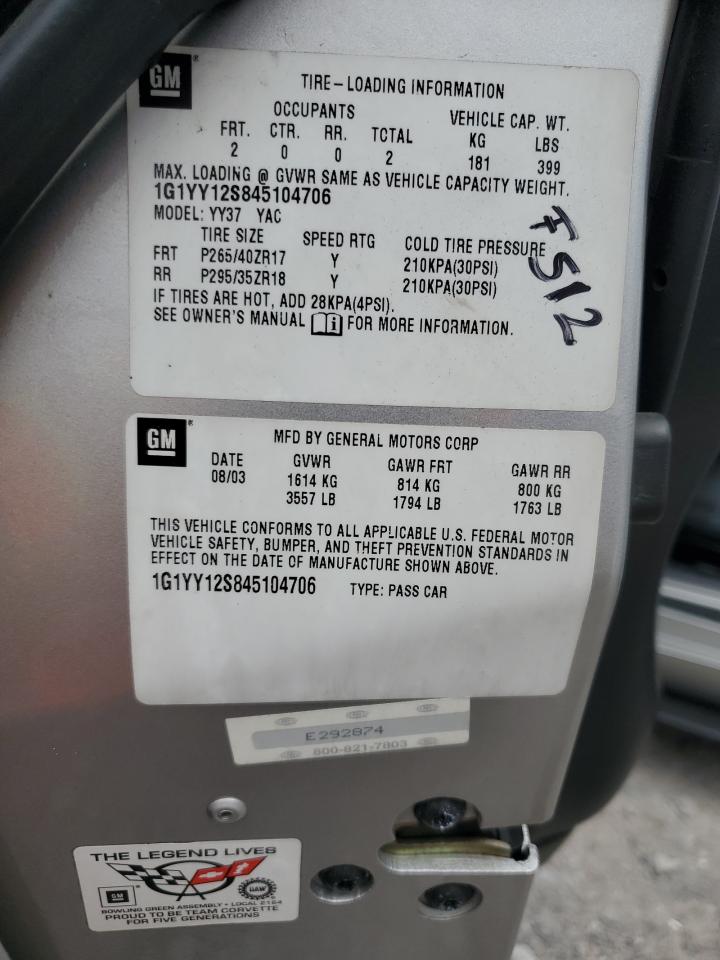 GM
TIRE-LOADING INFORMATION
OCCUPANTS VEHICLE CAP. WT.
FRT. CTR. RR. TOTAL KG LBS
2 0 0 2 181 399
MAX. LOADING @ GVWR SAME AS VEHICLE CAPACITY WEIGHT.
1G1YY12S845104706
MODEL: YY37 YAC
TIRE SIZE SPEED RTG COLD TIRE PRESSURE
FRT P265/40ZR17 Y 210KPA(30PSI)
RR P295/35ZR18 Y 210KPA(30PSI)
IF TIRES ARE HOT, ADD 28KPA(4PSI).
SEE OWNER'S MANUAL i FOR MORE INFORMATION.
F512
GM
MFD BY GENERAL MOTORS CORP
DATE GVWR GAWR FRT GAWR RR
08/03 1614 KG 814 KG 800 KG
3557 LB 1794 LB 1763 LB
THIS VEHICLE CONFORMS TO ALL APPLICABLE U.S. FEDERAL MOTOR
VEHICLE SAFETY, BUMPER, AND THEFT PREVENTION STANDARDS IN
EFFECT ON THE DATE OF MANUFACTURE SHOWN ABOVE.
1G1YY12S845104706 TYPE: PASS CAR
E292874
800-821-7803
THE LEGEND LIVES
GM UAW
BOWLING GREEN ASSEMBLY • LOCAL 2164
PROUD TO BE TEAM CORVETTE
FOR FIVE GENERATIONS